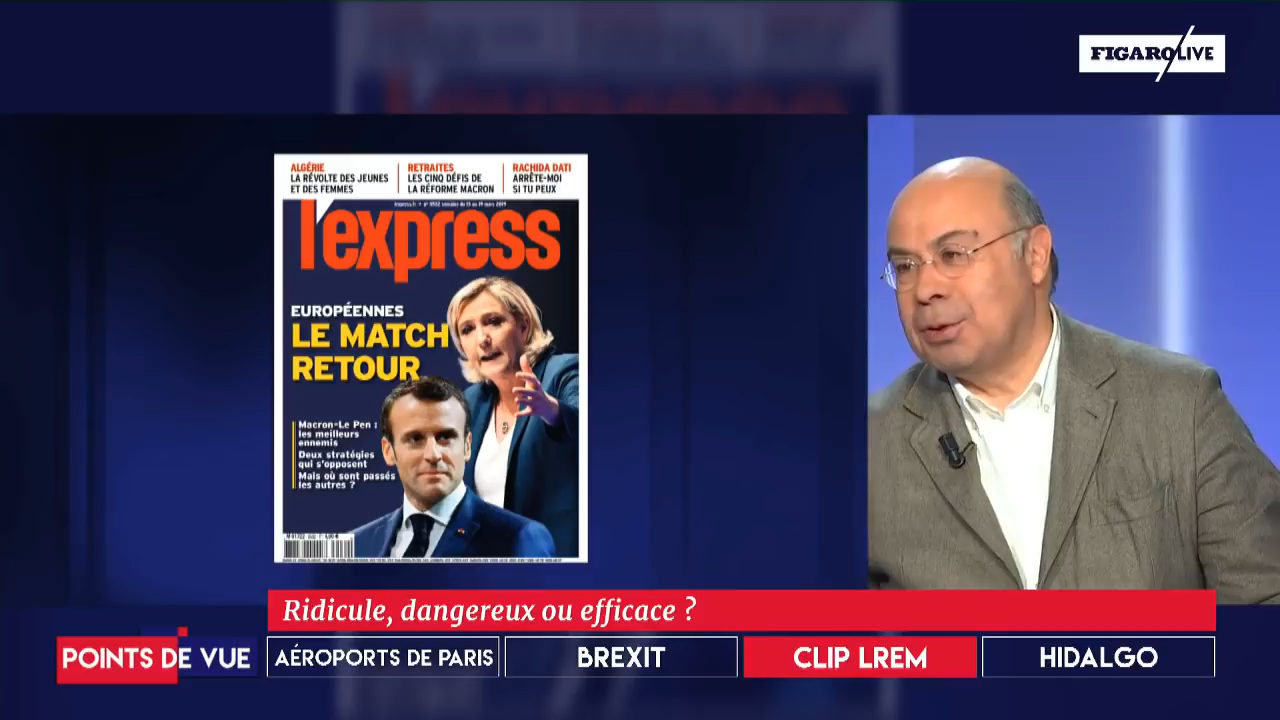 FIGARO LIVE
ALGÉRIE
LA RÉVOLTE DES JEUNES
ET DES FEMMES
RETRAITES
LES CINQ DÉFIS DE
LA RÉFORME MACRON
RACHIDA DATI
ARRÊTE-MOI
SI TU PEUX
l'express
EUROPÉENNES
LE MATCH
RETOUR
Macron-Le Pen :
les meilleurs
ennemis
Deux stratégies
qui s'opposent
Mais où sont passés
les autres ?
Ridicule, dangereux ou efficace ?
POINTS DE VUE
AÉROPORTS DE PARIS
BREXIT
CLIP LREM
HIDALGO